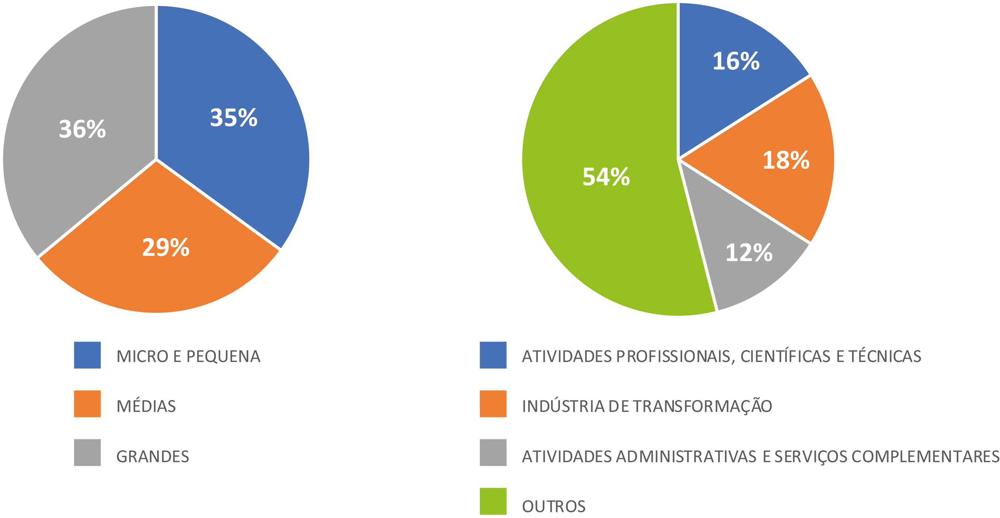 35%
36%
29%
MICRO E PEQUENA
MÉDIAS
GRANDES
16%
18%
54%
12%
ATIVIDADES PROFISSIONAIS, CIENTÍFICAS E TÉCNICAS
INDÚSTRIA DE TRANSFORMAÇÃO
ATIVIDADES ADMINISTRATIVAS E SERVIÇOS COMPLEMENTARES
OUTROS